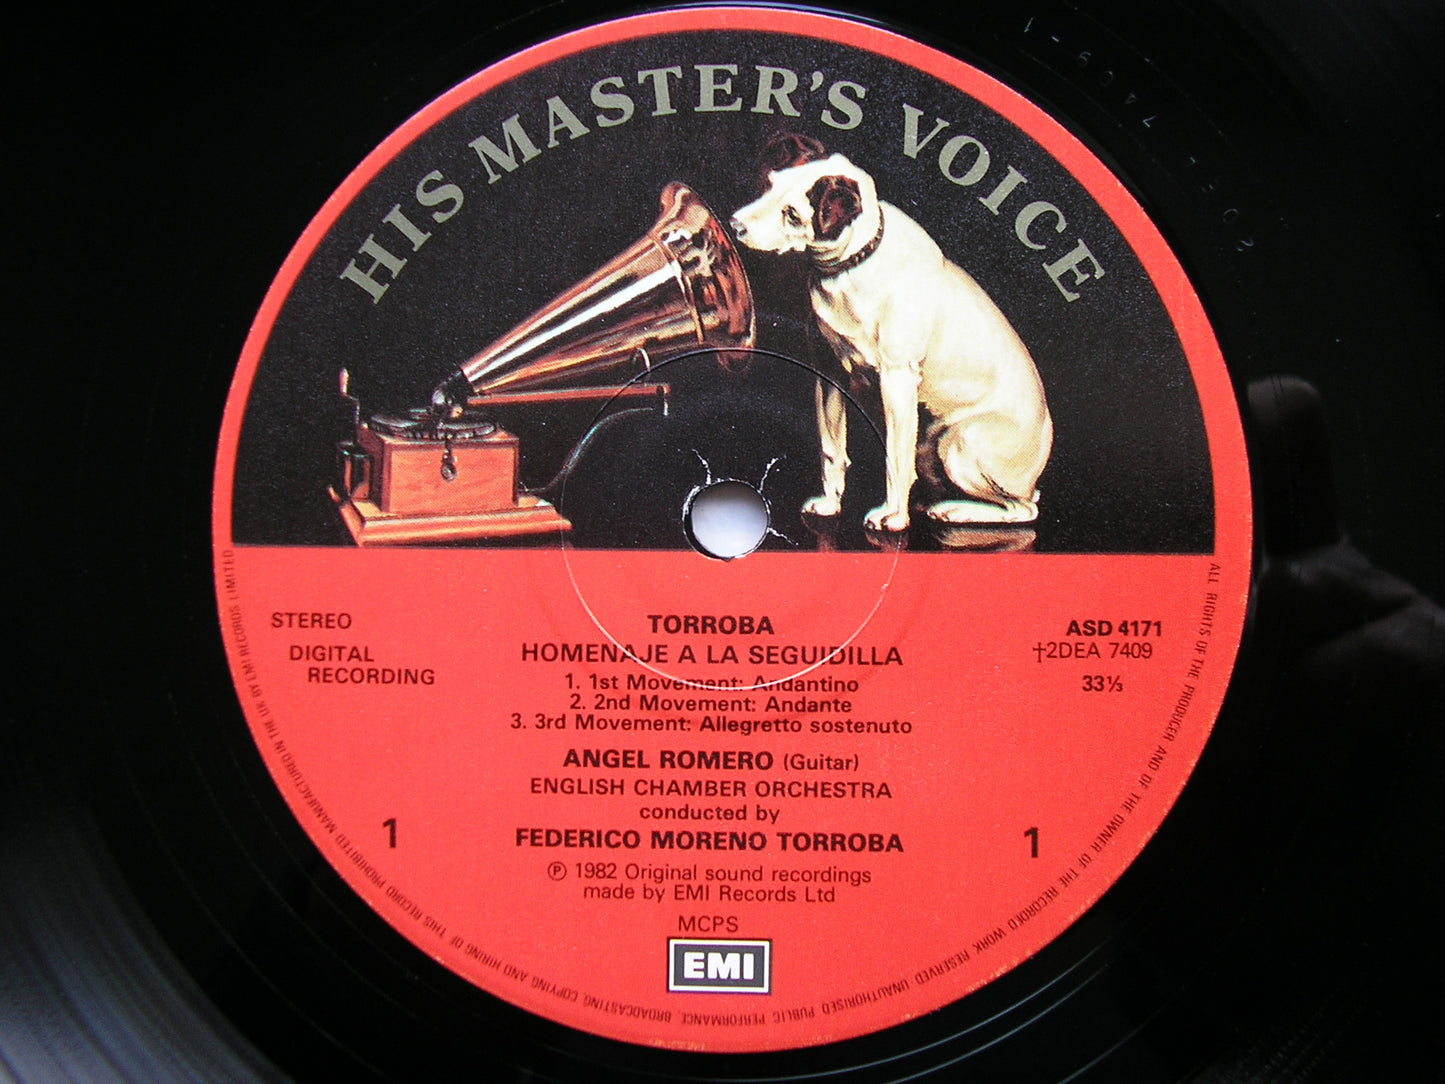 HIS MASTER'S VOICE
STEREO
DIGITAL
RECORDING
TORROBA
HOMENAJE A LA SEGUIDILLA
1. 1st Movement: Andantino
2. 2nd Movement: Andante
3. 3rd Movement: Allegretto sostenuto
ASD 4171
†2DEA 7409
33⅓
ANGEL ROMERO (Guitar)
ENGLISH CHAMBER ORCHESTRA
conducted by
FEDERICO MORENO TORROBA
1
1
Ⓟ 1982 Original sound recordings
made by EMI Records Ltd
MCPS
EMI
ALL RIGHTS OF THE PRODUCER AND OF THE OWNER OF THE RECORDED WORK RESERVED. UNAUTHORISED PUBLIC PERFORMANCE, BROADCASTING, COPYING AND HIRING OF THIS RECORD PROHIBITED. MANUFACTURED IN THE UK BY EMI RECORDS LIMITED